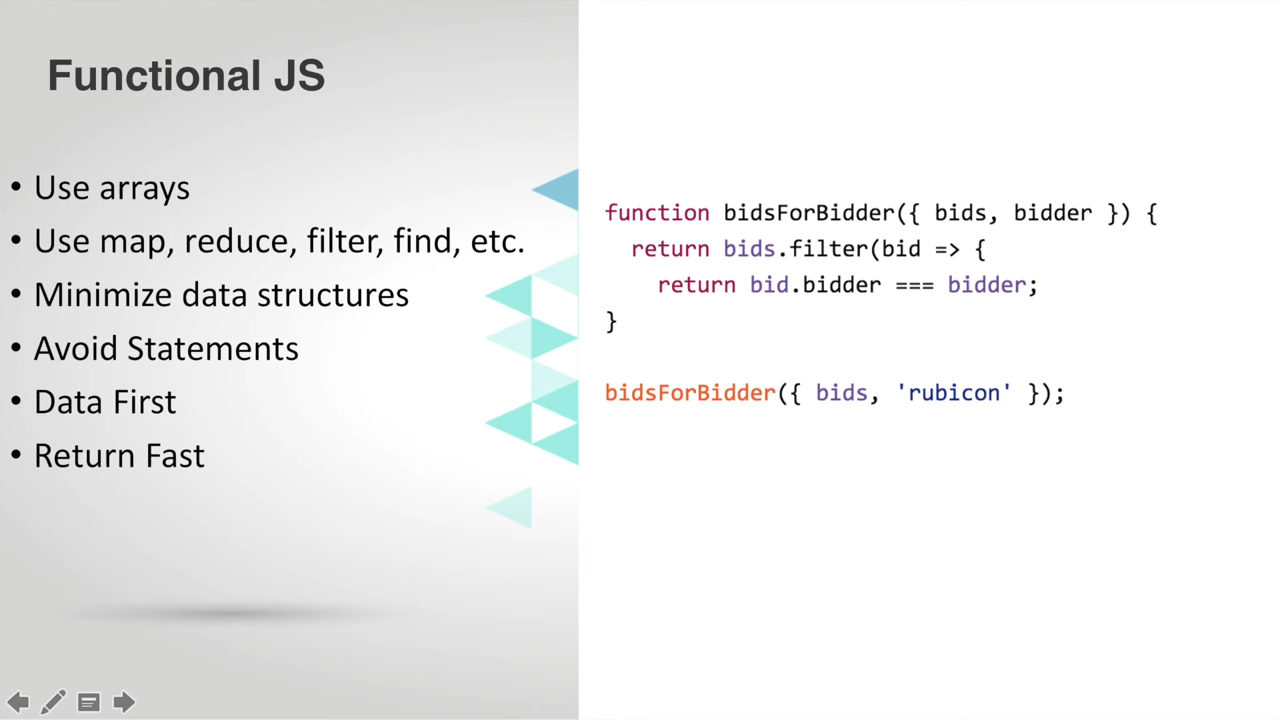 Functional JS
• Use arrays
• Use map, reduce, filter, find, etc.
• Minimize data structures
• Avoid Statements
• Data First
• Return Fast
function bidsForBidder({ bids, bidder }) {
  return bids.filter(bid => {
    return bid.bidder === bidder;
}
bidsForBidder({ bids, 'rubicon' });